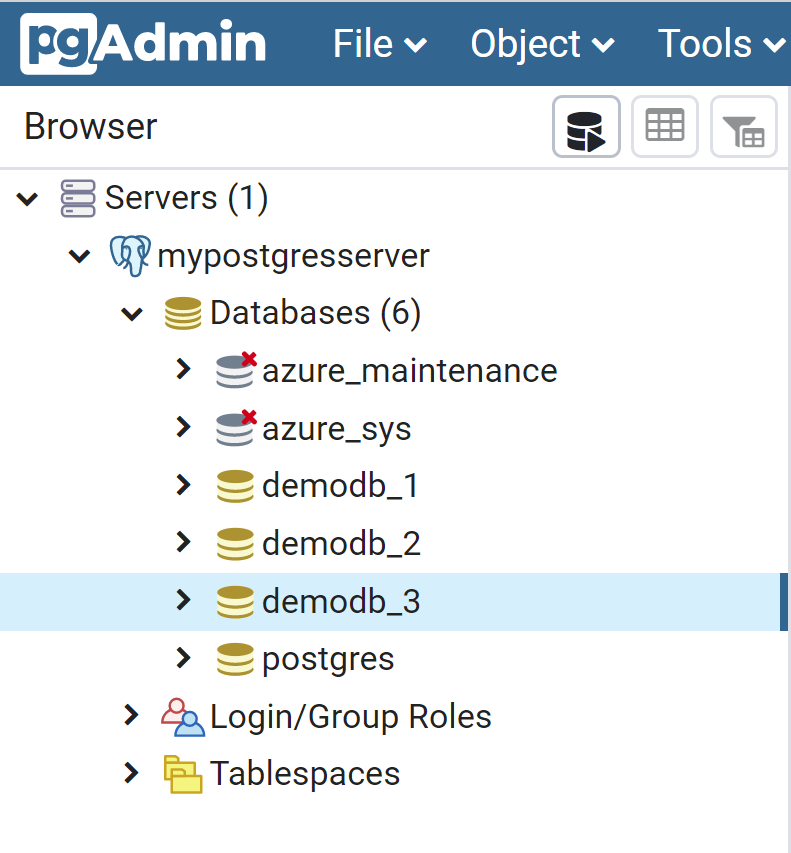 pgAdmin File Object Tools
Browser
Servers (1)
mypostgresserver
Databases (6)
azure_maintenance
azure_sys
demodb_1
demodb_2
demodb_3
postgres
Login/Group Roles
Tablespaces